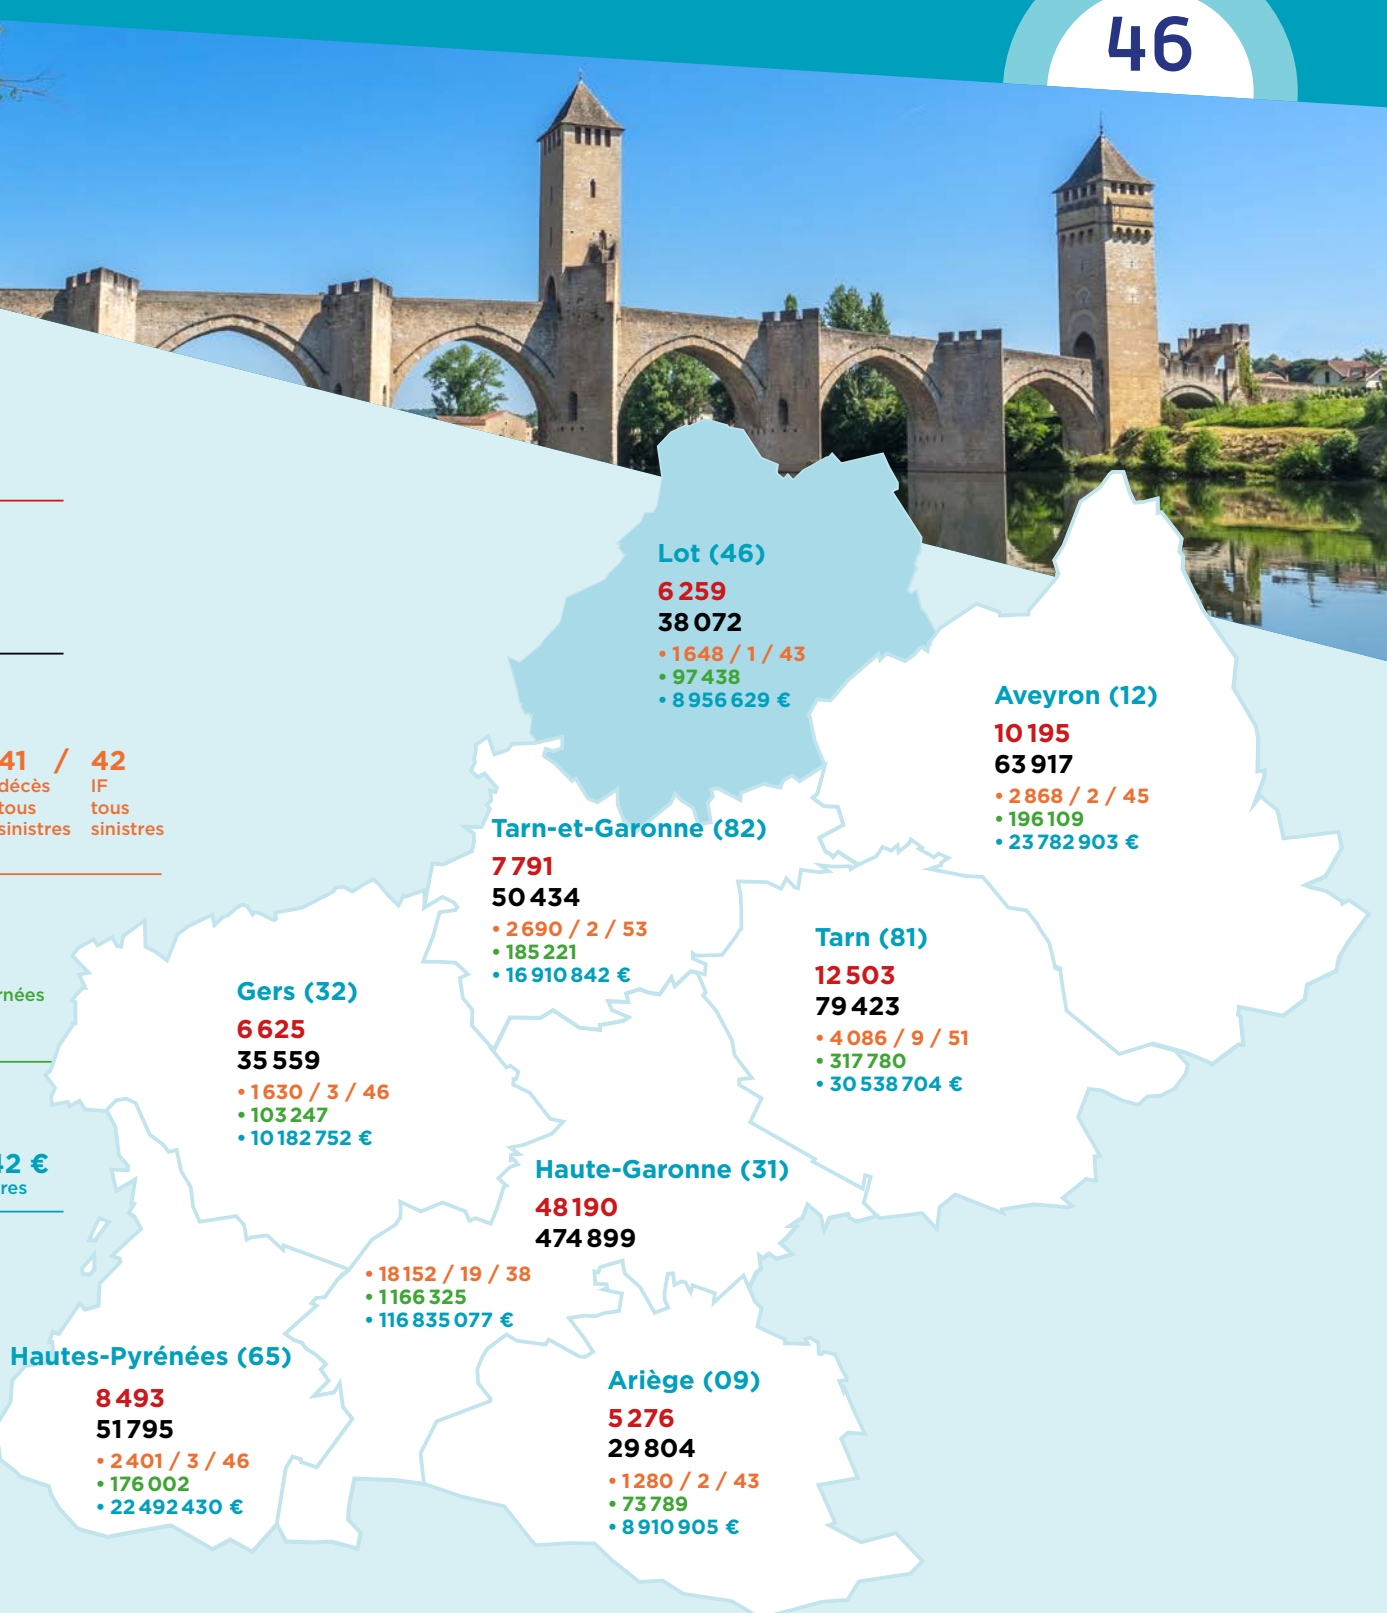 46
Lot (46)
6 259
38 072
• 1 648 / 1 / 43
• 97 438
• 8 956 629 €
Aveyron (12)
10 195
63 917
• 2 868 / 2 / 45
• 196 109
• 23 782 903 €
41 / 42
décès IF
tous tous
sinistres sinistres
Tarn-et-Garonne (82)
7 791
50 434
• 2 690 / 2 / 53
• 185 221
• 16 910 842 €
Tarn (81)
12 503
79 423
• 4 086 / 9 / 51
• 317 780
• 30 538 704 €
rnées
Gers (32)
6 625
35 559
• 1 630 / 3 / 46
• 103 247
• 10 182 752 €
42 €
res
Haute-Garonne (31)
48 190
474 899
• 18 152 / 19 / 38
• 1 166 325
• 116 835 077 €
Hautes-Pyrénées (65)
8 493
51 795
• 2 401 / 3 / 46
• 176 002
• 22 492 430 €
Ariège (09)
5 276
29 804
• 1 280 / 2 / 43
• 73 789
• 8 910 905 €